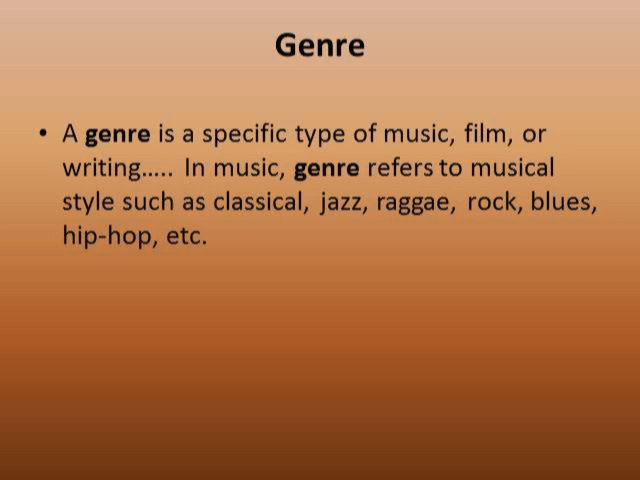 Genre
• A genre is a specific type of music, film, or
writing….. In music, genre refers to musical
style such as classical, jazz, raggae, rock, blues,
hip-hop, etc.